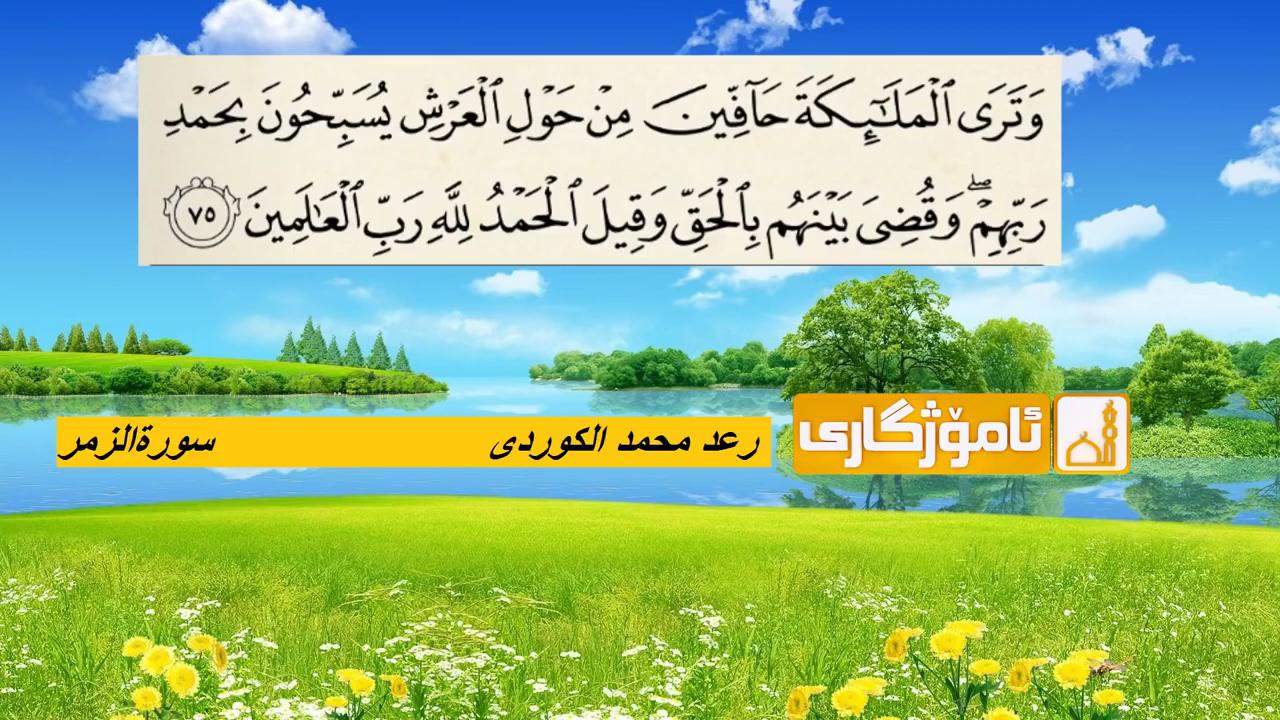 وَتَرَى ٱلْمَلَـٰٓئِكَةَ حَآفِّينَ مِنْ حَوْلِ ٱلْعَرْشِ يُسَبِّحُونَ بِحَمْدِ
رَبِّهِمْ ۖ وَقُضِىَ بَيْنَهُم بِٱلْحَقِّ وَقِيلَ ٱلْحَمْدُ لِلَّهِ رَبِّ ٱلْعَـٰلَمِينَ ٧٥
ئامۆژگاری
رعد محمد الكوردی سورةالزمر